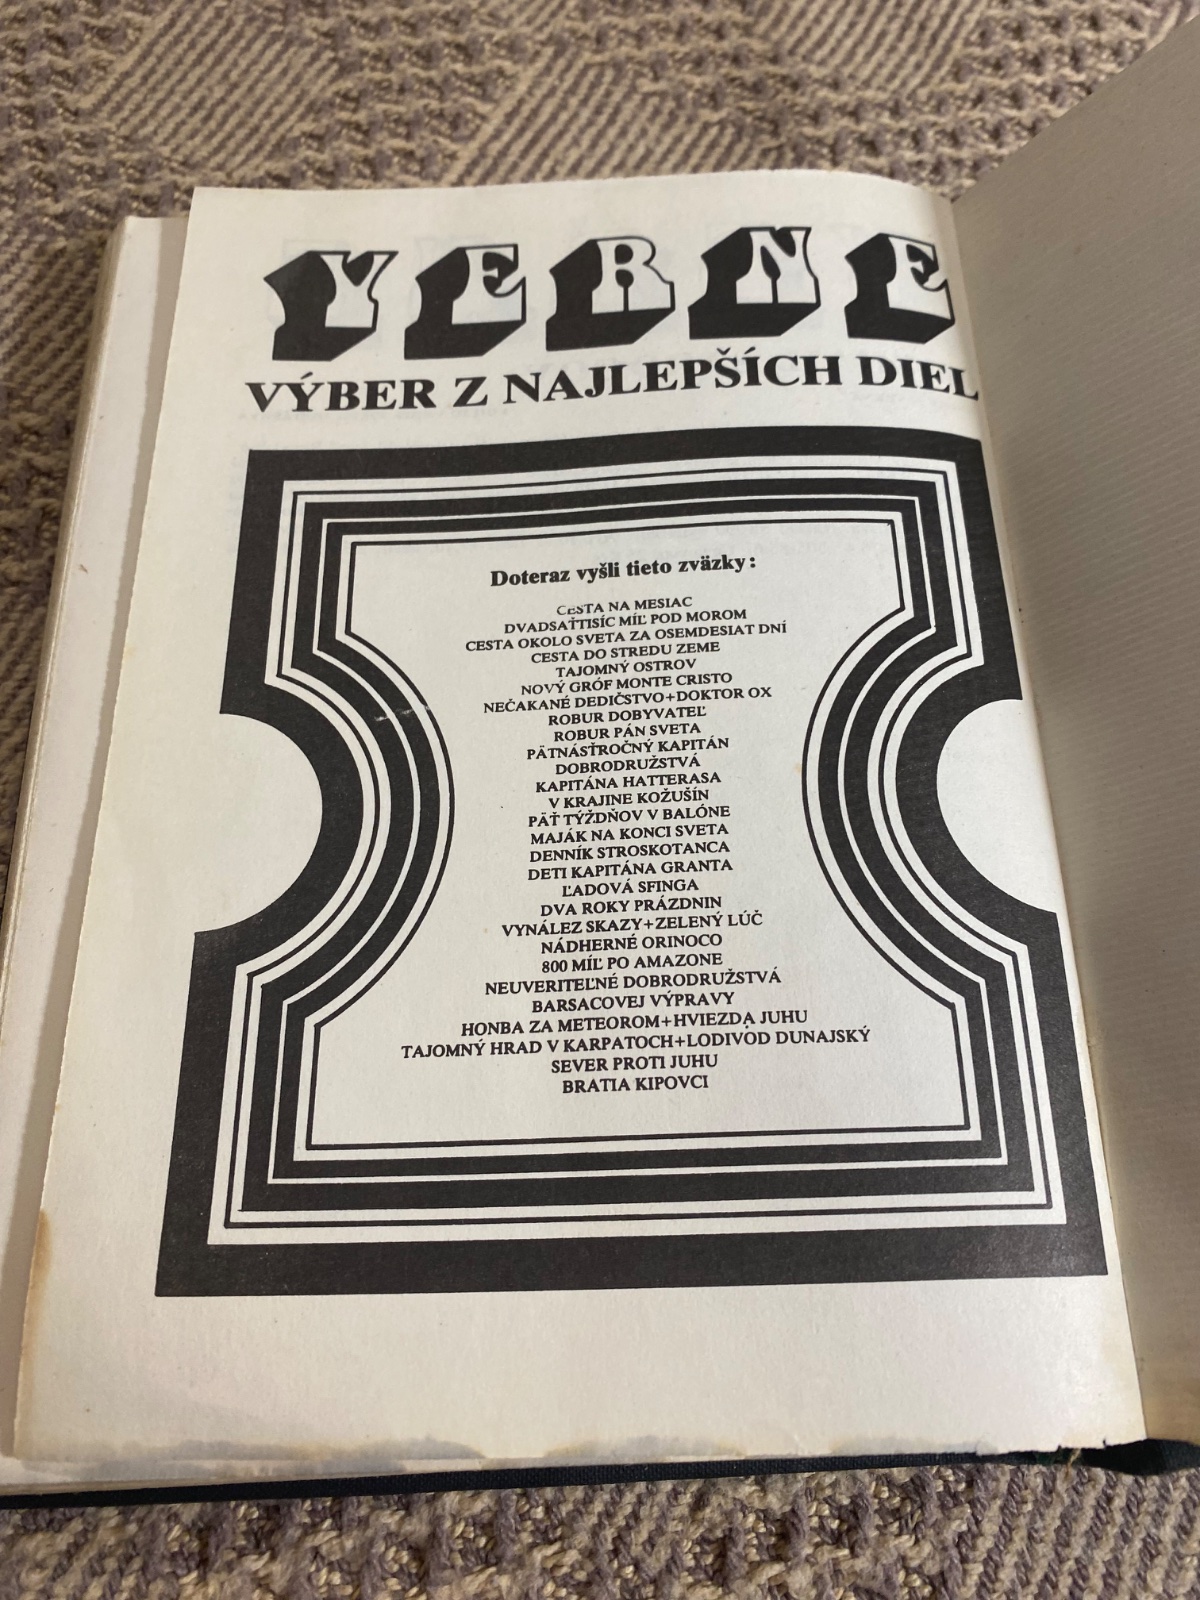 VERNE
VÝBER Z NAJLEPŠÍCH DIEL
Doteraz vyšli tieto zväzky:
CESTA NA MESIAC
DVADSAŤTISÍC MÍĽ POD MOROM
CESTA OKOLO SVETA ZA OSEMDESIAT DNÍ
CESTA DO STREDU ZEME
TAJOMNÝ OSTROV
NOVÝ GRÓF MONTE CRISTO
NEČAKANÉ DEDIČSTVO+DOKTOR OX
ROBUR DOBYVATEĽ
ROBUR PÁN SVETA
PÄTNÁSŤROČNÝ KAPITÁN
DOBRODRUŽSTVÁ
KAPITÁNA HATTERASA
V KRAJINE KOŽUŠÍN
PÄŤ TÝŽDŇOV V BALÓNE
MAJÁK NA KONCI SVETA
DENNÍK STROSKOTANCA
DETI KAPITÁNA GRANTA
ĽADOVÁ SFINGA
DVA ROKY PRÁZDNIN
VYNÁLEZ SKAZY+ZELENÝ LÚČ
NÁDHERNÉ ORINOCO
800 MÍĽ PO AMAZONE
NEUVERITEĽNÉ DOBRODRUŽSTVÁ
BARSACOVEJ VÝPRAVY
HONBA ZA METEOROM+HVIEZDA JUHU
TAJOMNÝ HRAD V KARPATOCH+LODIVOD DUNAJSKÝ
SEVER PROTI JUHU
BRATIA KIPOVCI